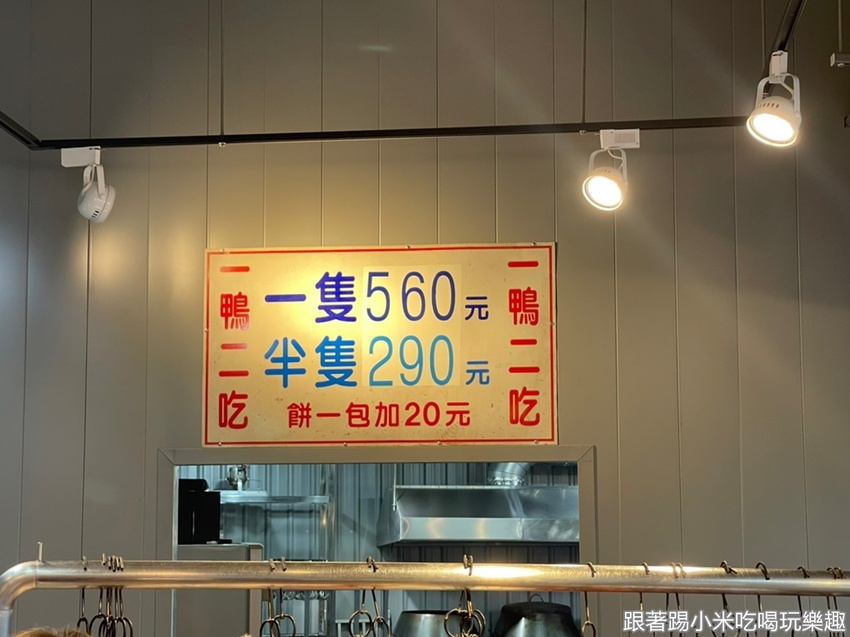 一鴨二吃
一隻560元
半隻290元
餅一包加20元
一鴨二吃
跟著踢小米吃喝玩樂趣